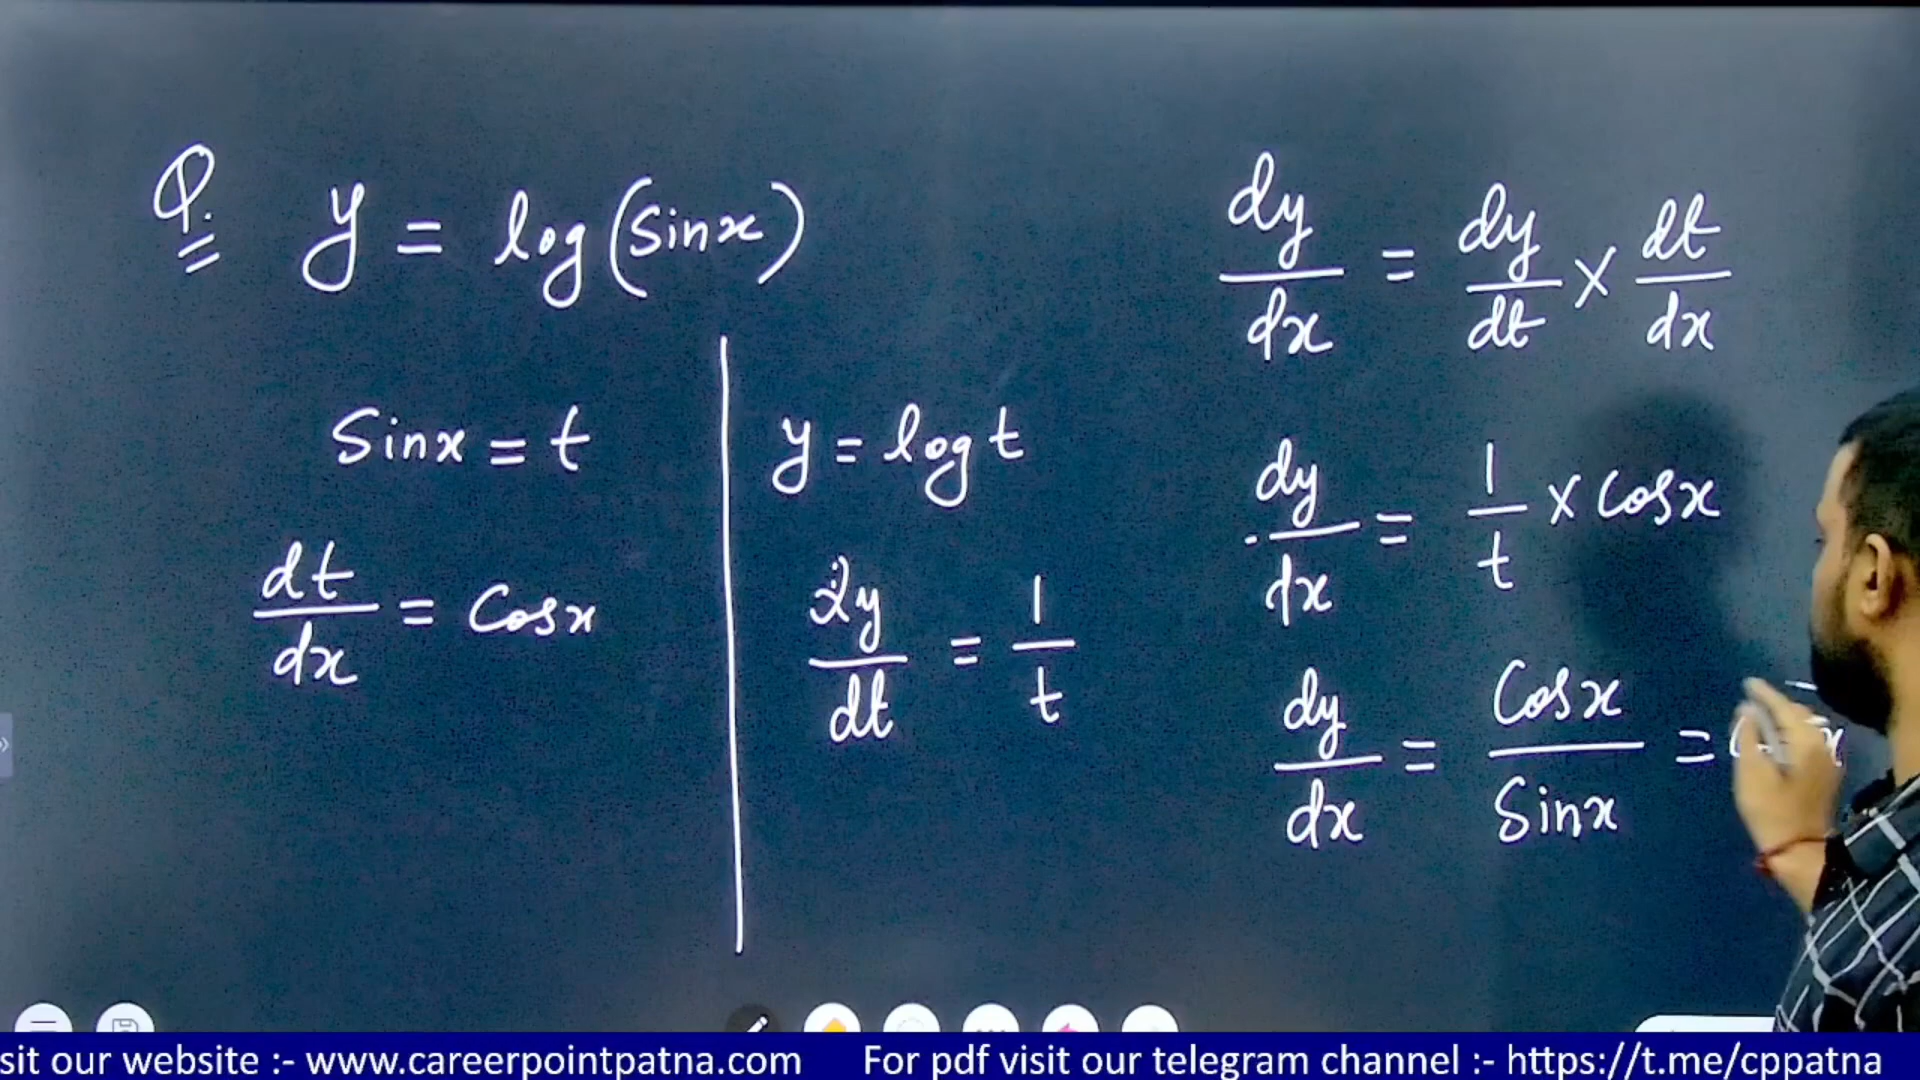 Q. y = log(sinx)
sinx = t
dt/dx = cosx
y = log t
2y/dt = 1/t
dy/dx = dy/dt × dt/dx
dy/dx = 1/t × cosx
dy/dx = cosx/sinx =
sit our website :- www.careerpointpatna.com For pdf visit our telegram channel :- https://t.me/cppatna